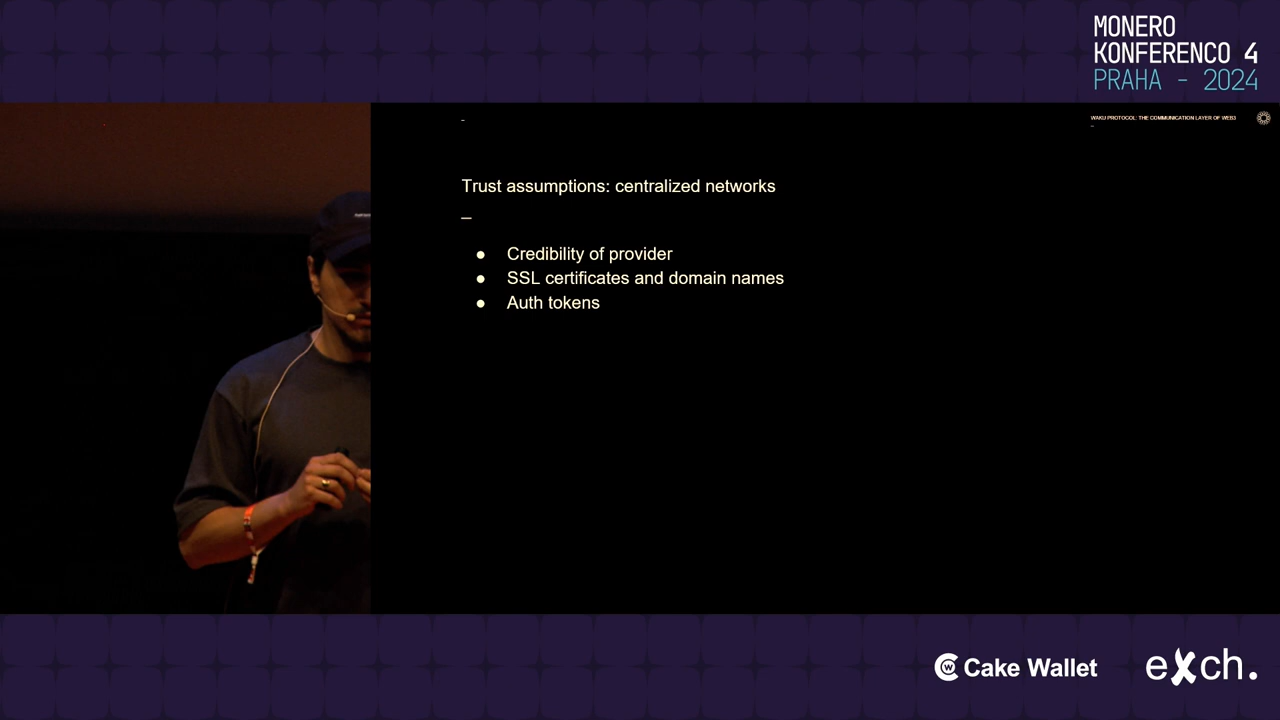 MONERO
KONFERENCO 4
PRAHA - 2024
WAKU PROTOCOL: THE COMMUNICATION LAYER OF WEB3
Trust assumptions: centralized networks
● Credibility of provider
● SSL certificates and domain names
● Auth tokens
Cake Wallet
eXch.